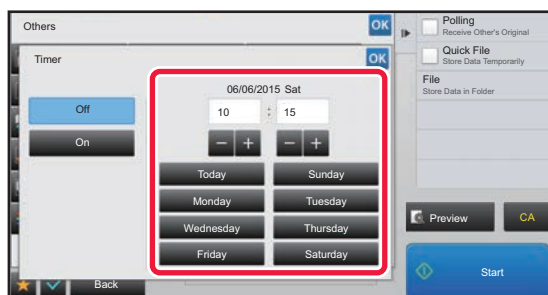 Others
OK
Timer
OK
06/06/2015 Sat
10 : 15
Off
On
Today
Sunday
Monday
Tuesday
Wednesday
Thursday
Friday
Saturday
Back
Polling
Receive Other's Original
Quick File
Store Data Temporarily
File
Store Data in Folder
Preview
CA
Start